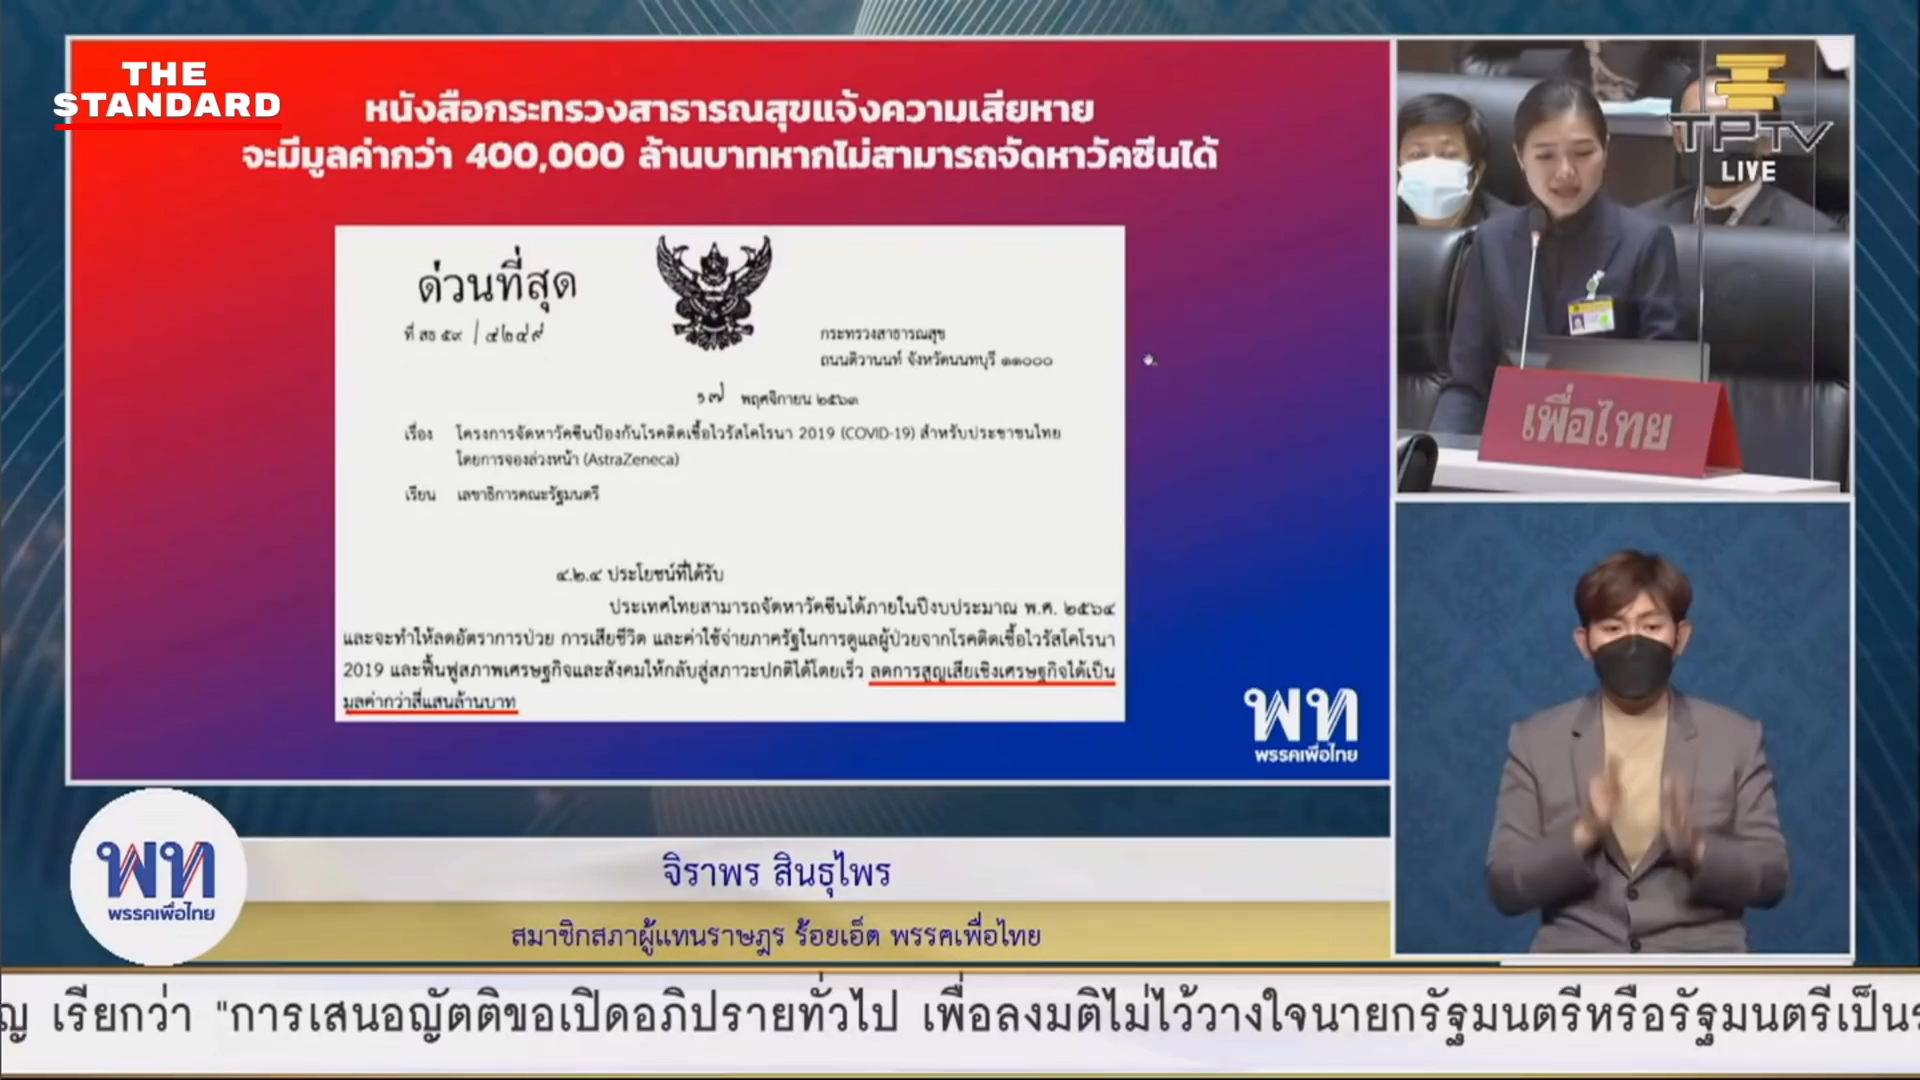 THE
STANDARD
หนังสือกระทรวงสาธารณสุขแจ้งความเสียหาย
จะมีมูลค่ากว่า 400,000 ล้านบาทหากไม่สามารถจัดหาวัคซีนได้
ด่วนที่สุด
ที่ สธ ๕๙ / ๔๒๔๙
กระทรวงสาธารณสุข
ถนนติวานนท์ จังหวัดนนทบุรี ๑๑๐๐๐
๑๗ พฤศจิกายน ๒๕๖๓
เรื่อง โครงการจัดหาวัคซีนป้องกันโรคติดเชื้อไวรัสโคโรนา 2019 (COVID-19) สำหรับประชาชนไทย
โดยการจองล่วงหน้า (AstraZeneca)
เรียน เลขาธิการคณะรัฐมนตรี
๔.๒.๔ ประโยชน์ที่ได้รับ
ประเทศไทยสามารถจัดหาวัคซีนได้ภายในปีงบประมาณ พ.ศ. ๒๕๖๔
และจะทำให้ลดอัตราการป่วย การเสียชีวิต และค่าใช้จ่ายภาครัฐในการดูแลผู้ป่วยจากโรคติดเชื้อไวรัสโคโรนา
2019 และฟื้นฟูสภาพเศรษฐกิจและสังคมให้กลับสู่สภาวะปกติได้โดยเร็ว ลดการสูญเสียเชิงเศรษฐกิจได้เป็น
มูลค่ากว่าสี่แสนล้านบาท
พท
พรรคเพื่อไทย
TPTV
LIVE
เพื่อไทย
พท
พรรคเพื่อไทย
จิราพร สินธุไพร
สมาชิกสภาผู้แทนราษฎร ร้อยเอ็ด พรรคเพื่อไทย
ญ เรียกว่า "การเสนอญัตติขอเปิดอภิปรายทั่วไป เพื่อลงมติไม่ไว้วางใจนายกรัฐมนตรีหรือรัฐมนตรีเป็นร